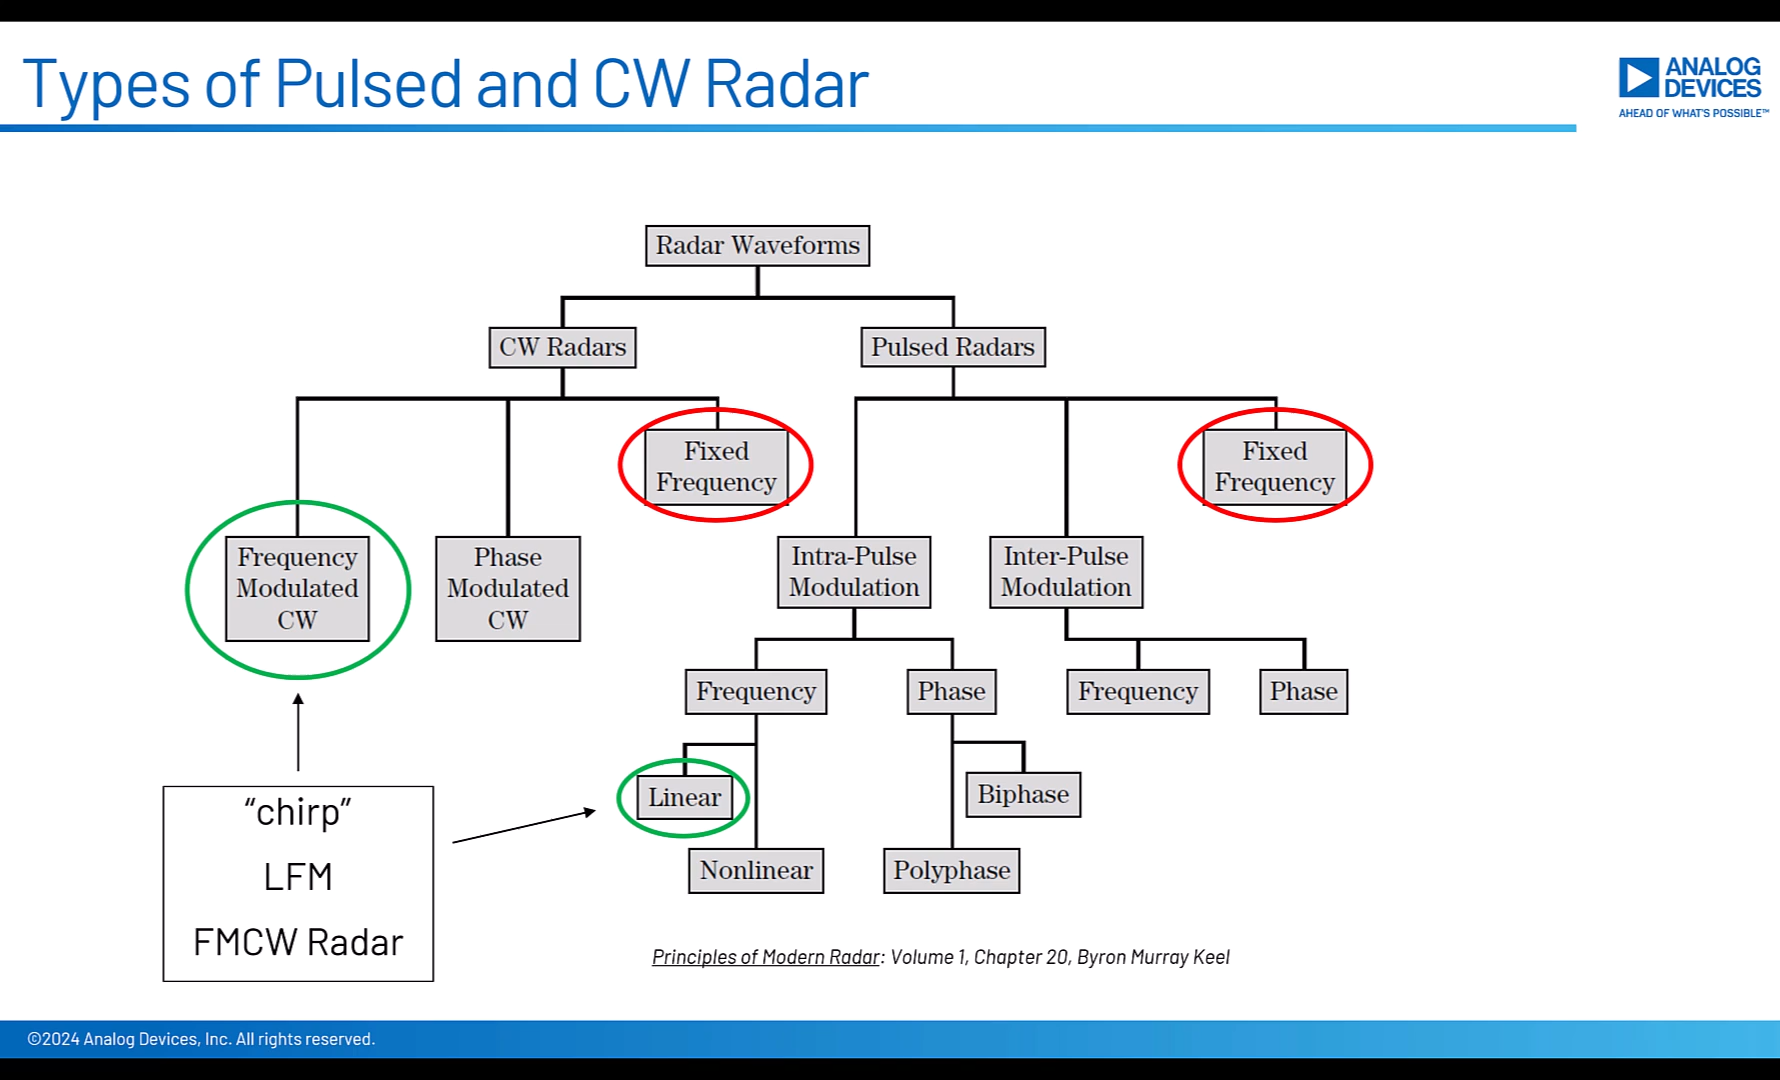 Types of Pulsed and CW Radar
ANALOG
DEVICES
AHEAD OF WHAT'S POSSIBLE™
Radar Waveforms
CW Radars
Pulsed Radars
Fixed
Frequency
Fixed
Frequency
Frequency
Modulated
CW
Phase
Modulated
CW
Intra-Pulse
Modulation
Inter-Pulse
Modulation
Frequency
Phase
Frequency
Phase
Linear
Biphase
Nonlinear
Polyphase
“chirp”
LFM
FMCW Radar
Principles of Modern Radar: Volume 1, Chapter 20, Byron Murray Keel
©2024 Analog Devices, Inc. All rights reserved.